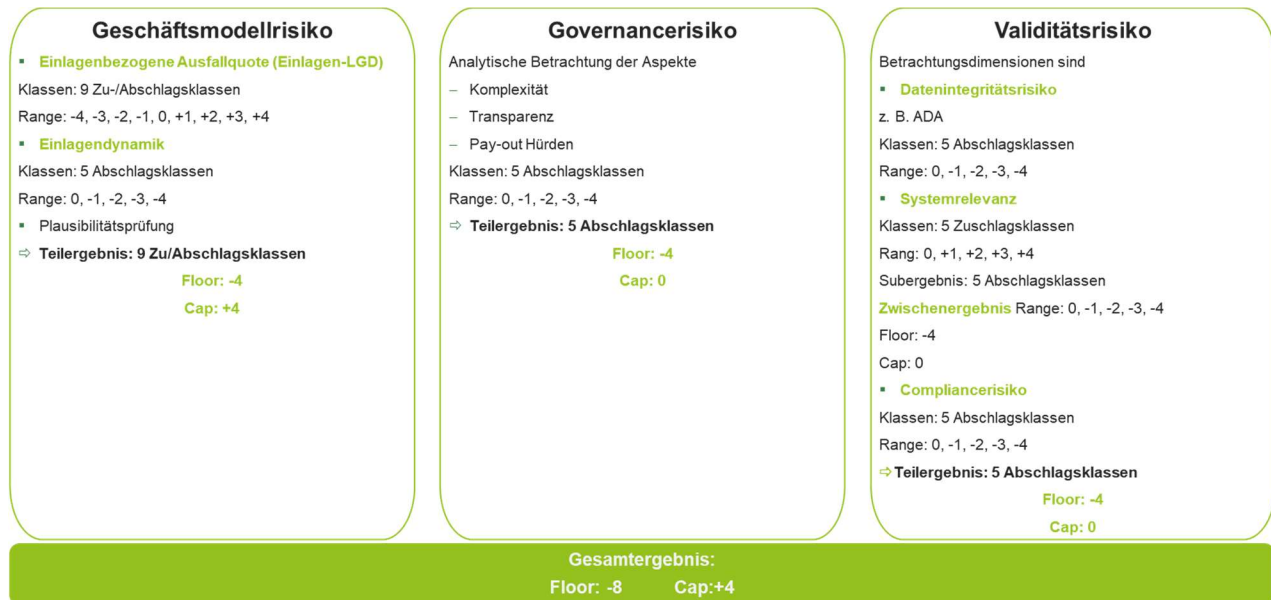 Geschäftsmodellrisiko
▪ Einlagenbezogene Ausfallquote (Einlagen-LGD)
Klassen: 9 Zu-/Abschlagsklassen
Range: -4, -3, -2, -1, 0, +1, +2, +3, +4
▪ Einlagendynamik
Klassen: 5 Abschlagsklassen
Range: 0, -1, -2, -3, -4
▪ Plausibilitätsprüfung
⇨ Teilergebnis: 9 Zu/Abschlagsklassen
Floor: -4
Cap: +4
Governancerisiko
Analytische Betrachtung der Aspekte
– Komplexität
– Transparenz
– Pay-out Hürden
Klassen: 5 Abschlagsklassen
Range: 0, -1, -2, -3, -4
⇨ Teilergebnis: 5 Abschlagsklassen
Floor: -4
Cap: 0
Validitätsrisiko
Betrachtungsdimensionen sind
▪ Datenintegritätsrisiko
z. B. ADA
Klassen: 5 Abschlagsklassen
Range: 0, -1, -2, -3, -4
▪ Systemrelevanz
Klassen: 5 Zuschlagsklassen
Rang: 0, +1, +2, +3, +4
Subergebnis: 5 Abschlagsklassen
Zwischenergebnis Range: 0, -1, -2, -3, -4
Floor: -4
Cap: 0
▪ Compliancerisiko
Klassen: 5 Abschlagsklassen
Range: 0, -1, -2, -3, -4
⇨ Teilergebnis: 5 Abschlagsklassen
Floor: -4
Cap: 0
Gesamtergebnis:
Floor: -8 Cap:+4